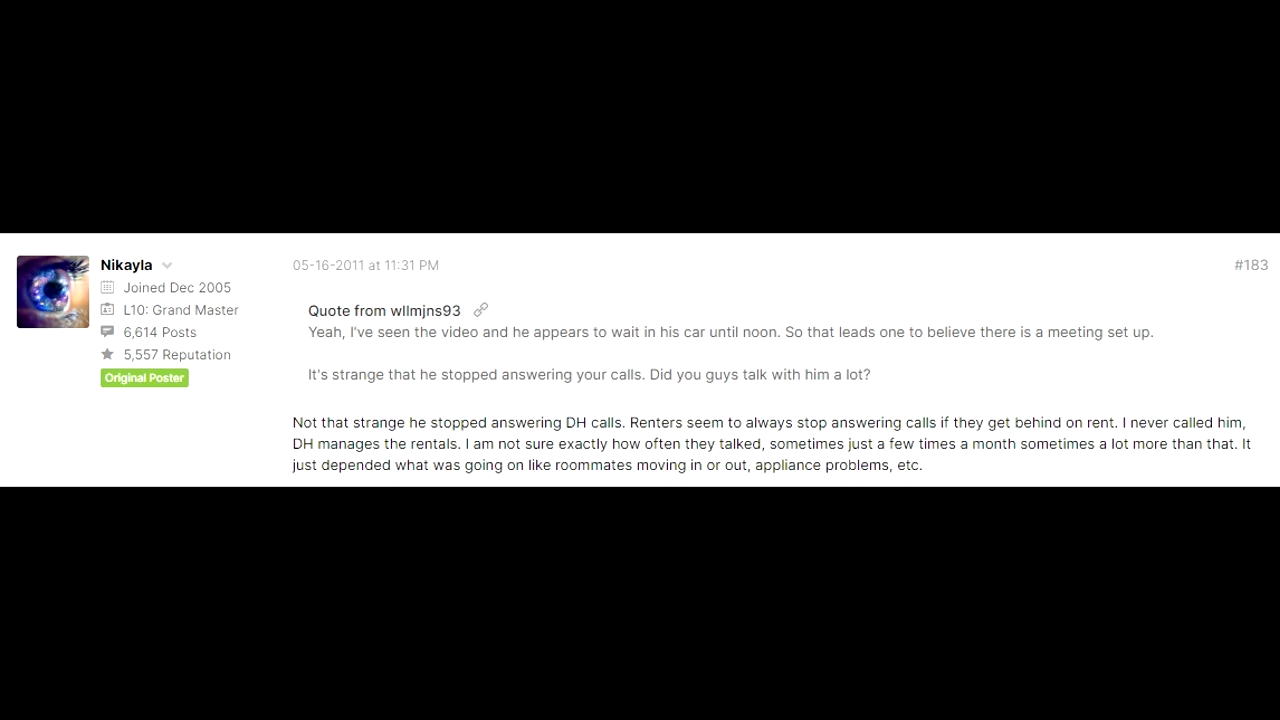 Nikayla
Joined Dec 2005
L10: Grand Master
6,614 Posts
5,557 Reputation
Original Poster
05-16-2011 at 11:31 PM
#183
Quote from wllmjns93
Yeah, I've seen the video and he appears to wait in his car until noon. So that leads one to believe there is a meeting set up.
It's strange that he stopped answering your calls. Did you guys talk with him a lot?
Not that strange he stopped answering DH calls. Renters seem to always stop answering calls if they get behind on rent. I never called him,
DH manages the rentals. I am not sure exactly how often they talked, sometimes just a few times a month sometimes a lot more than that. It
just depended what was going on like roommates moving in or out, appliance problems, etc.